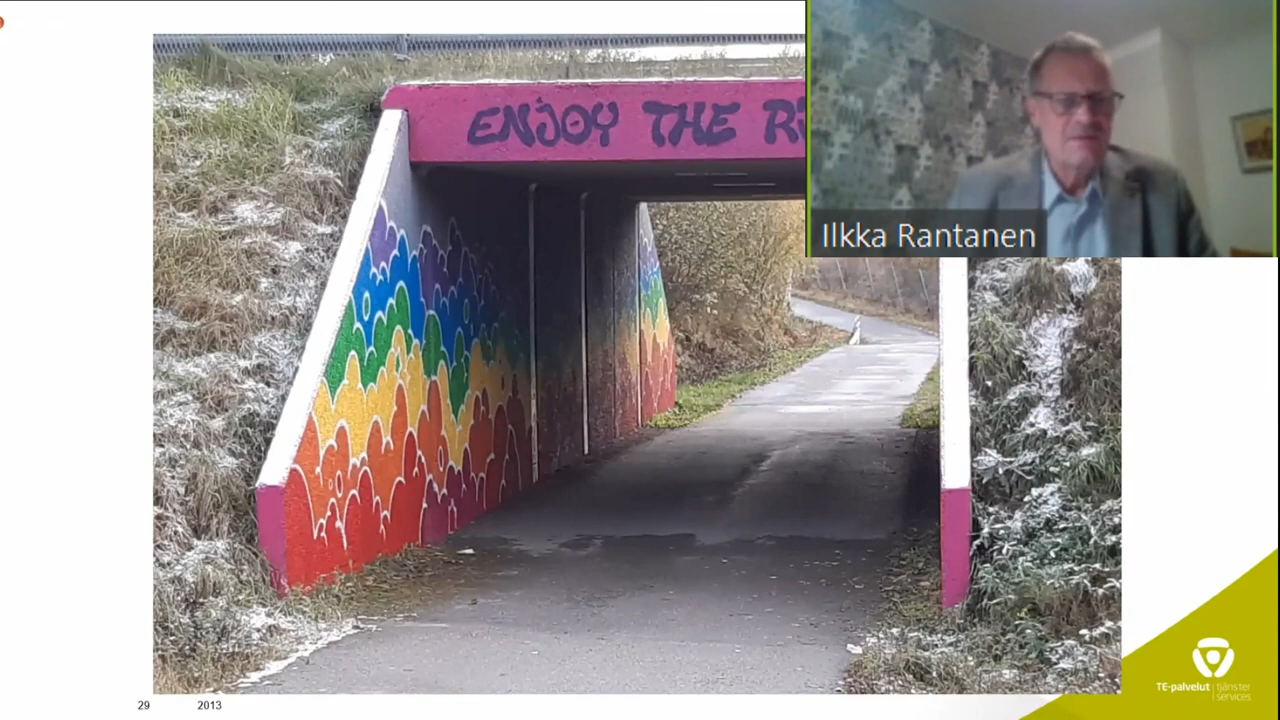 ENJOY THE
Ilkka Rantanen
29 2013
TE-palvelut tjänster
services